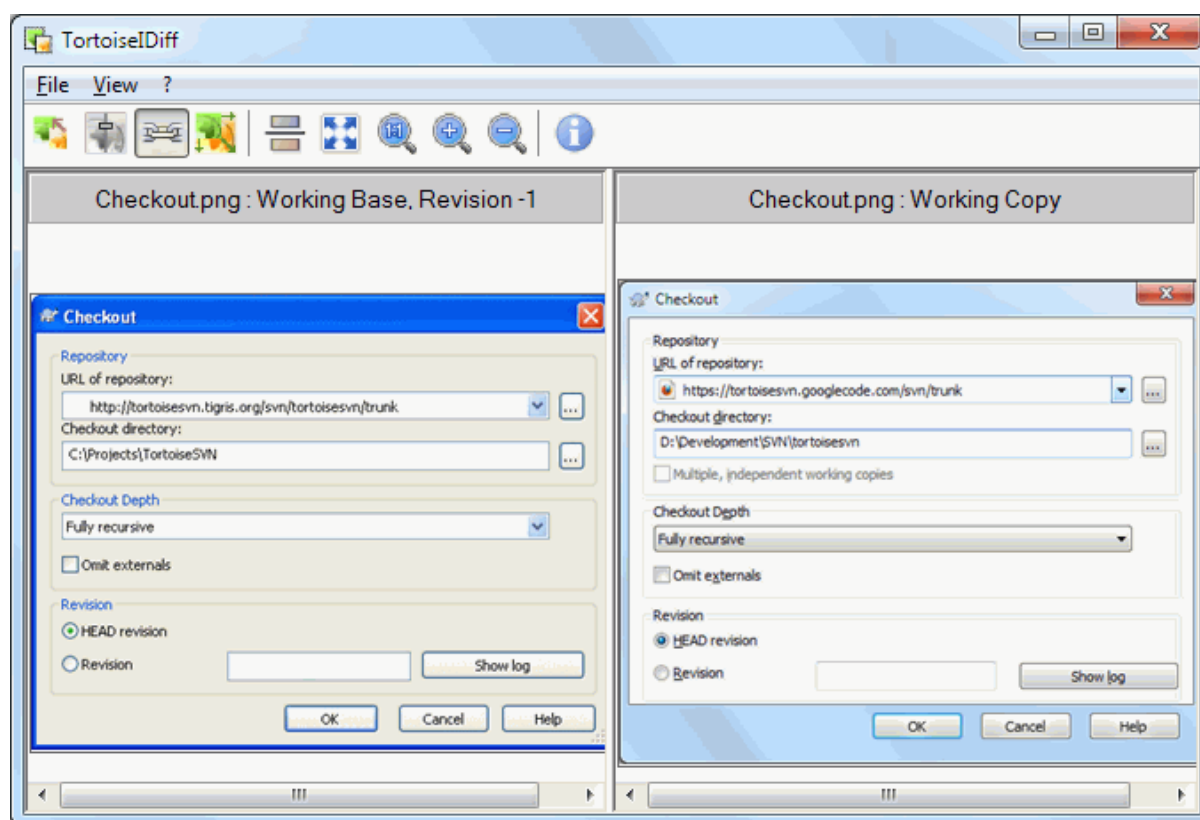 TortoiseIDiff
File View ?
1:1
Checkout.png : Working Base, Revision -1
Checkout
Repository
URL of repository:
http://tortoisesvn.tigris.org/svn/tortoisesvn/trunk
...
Checkout directory:
C:\Projects\TortoiseSVN
...
Checkout Depth
Fully recursive
Omit externals
Revision
HEAD revision
Revision
Show log
OK Cancel Help
Checkout.png : Working Copy
Checkout
Repository
URL of repository:
https://tortoisesvn.googlecode.com/svn/trunk
...
Checkout directory:
D:\Development\SVN\tortoisesvn
...
Multiple, independent working copies
Checkout Depth
Fully recursive
Omit externals
Revision
HEAD revision
Revision
Show log
OK Cancel Help